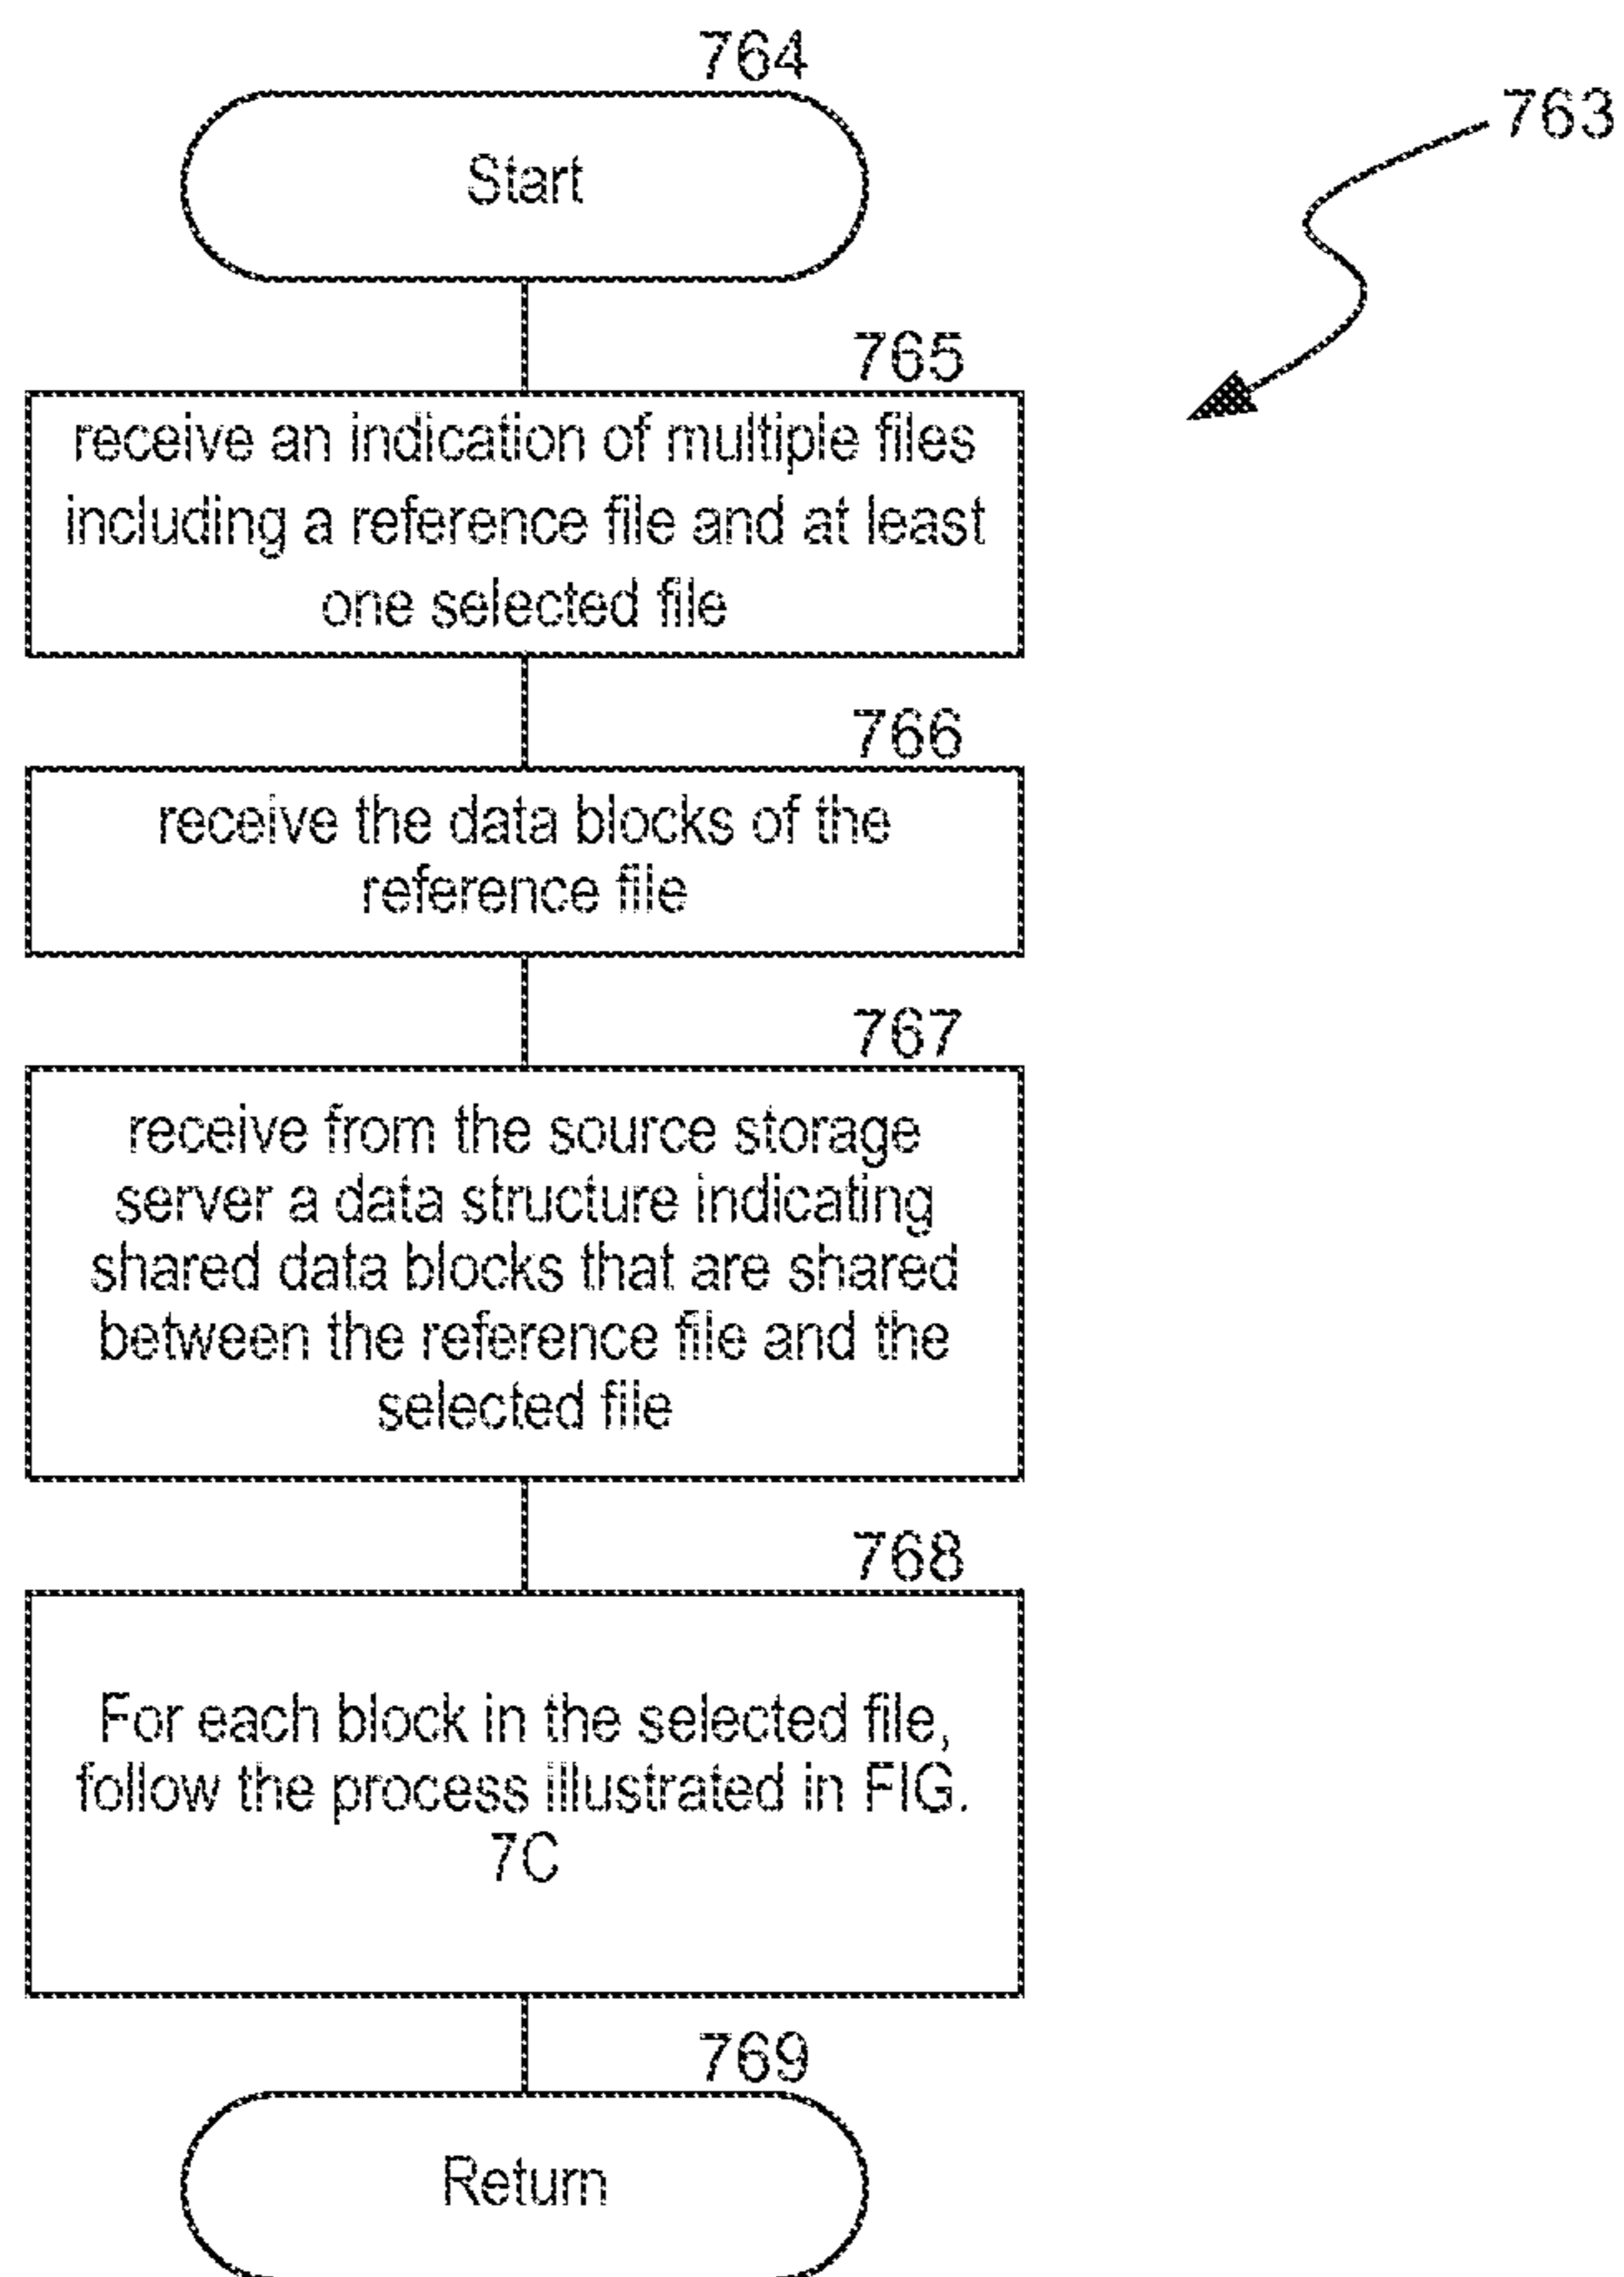 764
763
Start
765
receive an indication of multiple files
including a reference file and at least
one selected file
766
receive the data blocks of the
reference file
767
receive from the source storage
server a data structure indicating
shared data blocks that are shared
between the reference file and the
selected file
768
For each block in the selected file,
follow the process illustrated in FIG.
7C
769
Return